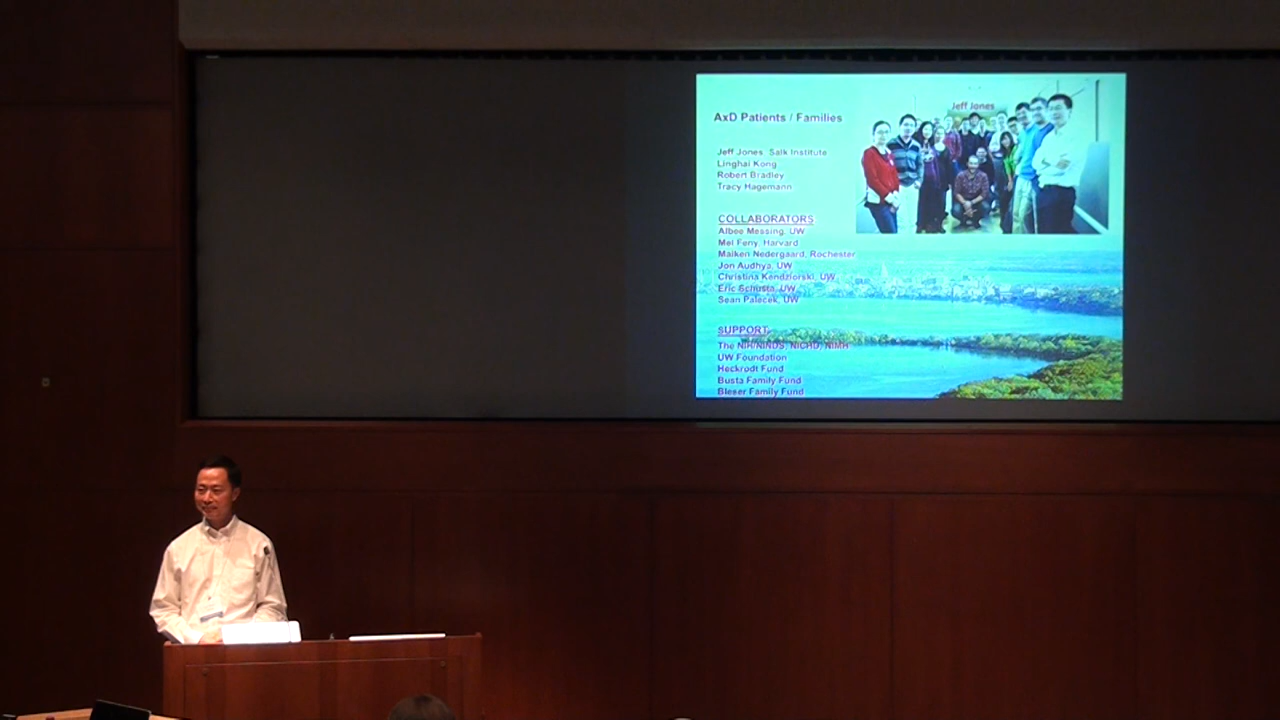 AxD Patients / Families
Jeff Jones
Jeff Jones, Salk Institute
Linghai Kong
Robert Bradley
Tracy Hagemann
COLLABORATORS
Albee Messing, UW
Mel Feny, Harvard
Maiken Nedergaard, Rochester
Jon Audhya, UW
Christina Kendziorski, UW
Eric Schusta, UW
Sean Palecek, UW
SUPPORT
The NIH/NINDS, NICHD, NIMH
UW Foundation
Heckrodt Fund
Busta Family Fund
Bleser Family Fund